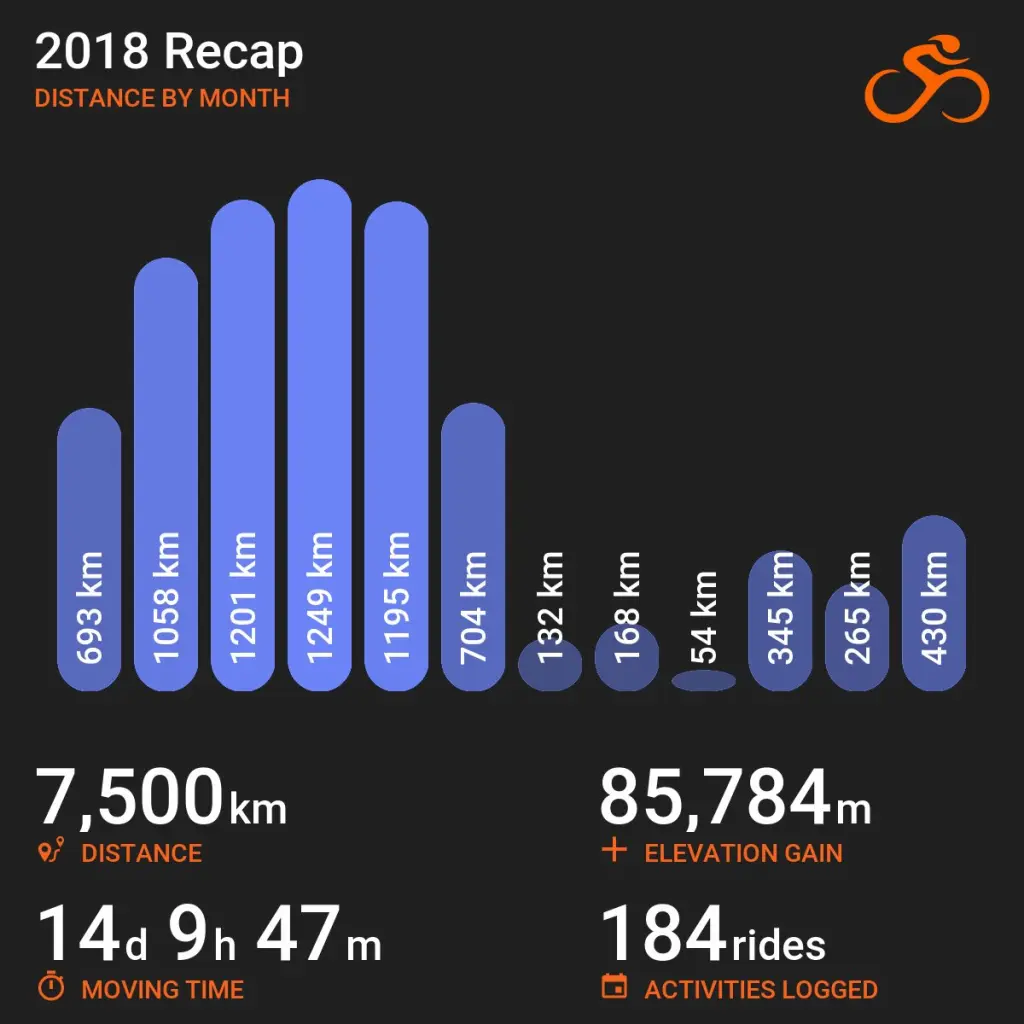 2018 Recap
DISTANCE BY MONTH
693 km
1058 km
1201 km
1249 km
1195 km
704 km
132 km
168 km
54 km
345 km
265 km
430 km
7,500km
DISTANCE
85,784m
ELEVATION GAIN
14d 9h 47m
MOVING TIME
184rides
ACTIVITIES LOGGED